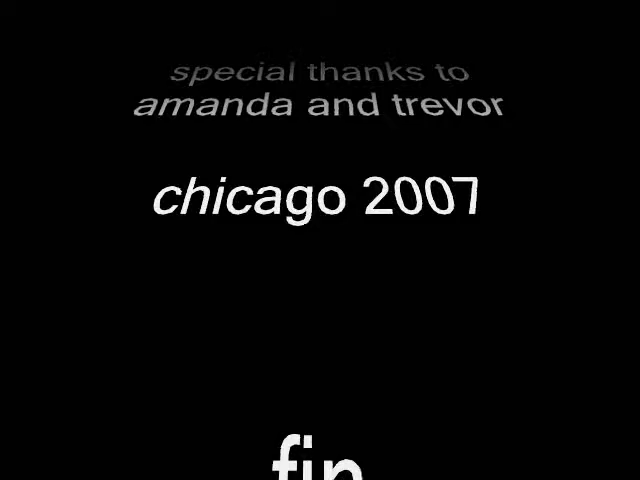 special thanks to
amanda and trevor
chicago 2007
fin